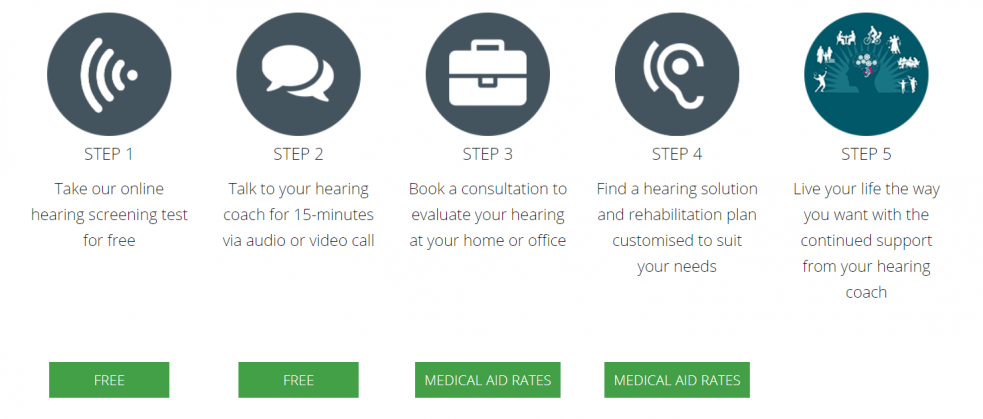 STEP 1
Take our online
hearing screening test
for free
FREE
STEP 2
Talk to your hearing
coach for 15-minutes
via audio or video call
FREE
STEP 3
Book a consultation to
evaluate your hearing
at your home or office
MEDICAL AID RATES
STEP 4
Find a hearing solution
and rehabilitation plan
customised to suit
your needs
MEDICAL AID RATES
STEP 5
Live your life the way
you want with the
continued support
from your hearing
coach